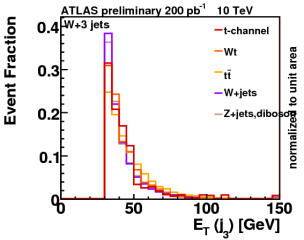 ATLAS preliminary 200 pb⁻¹ 10 TeV
W+3 jets
t-channel
Wt
tt̄
W+jets
Z+jets,diboson
Event Fraction
0.4
0.3
0.2
0.1
0
0
50
100
150
E_T (j_3) [GeV]
normalized to unit area